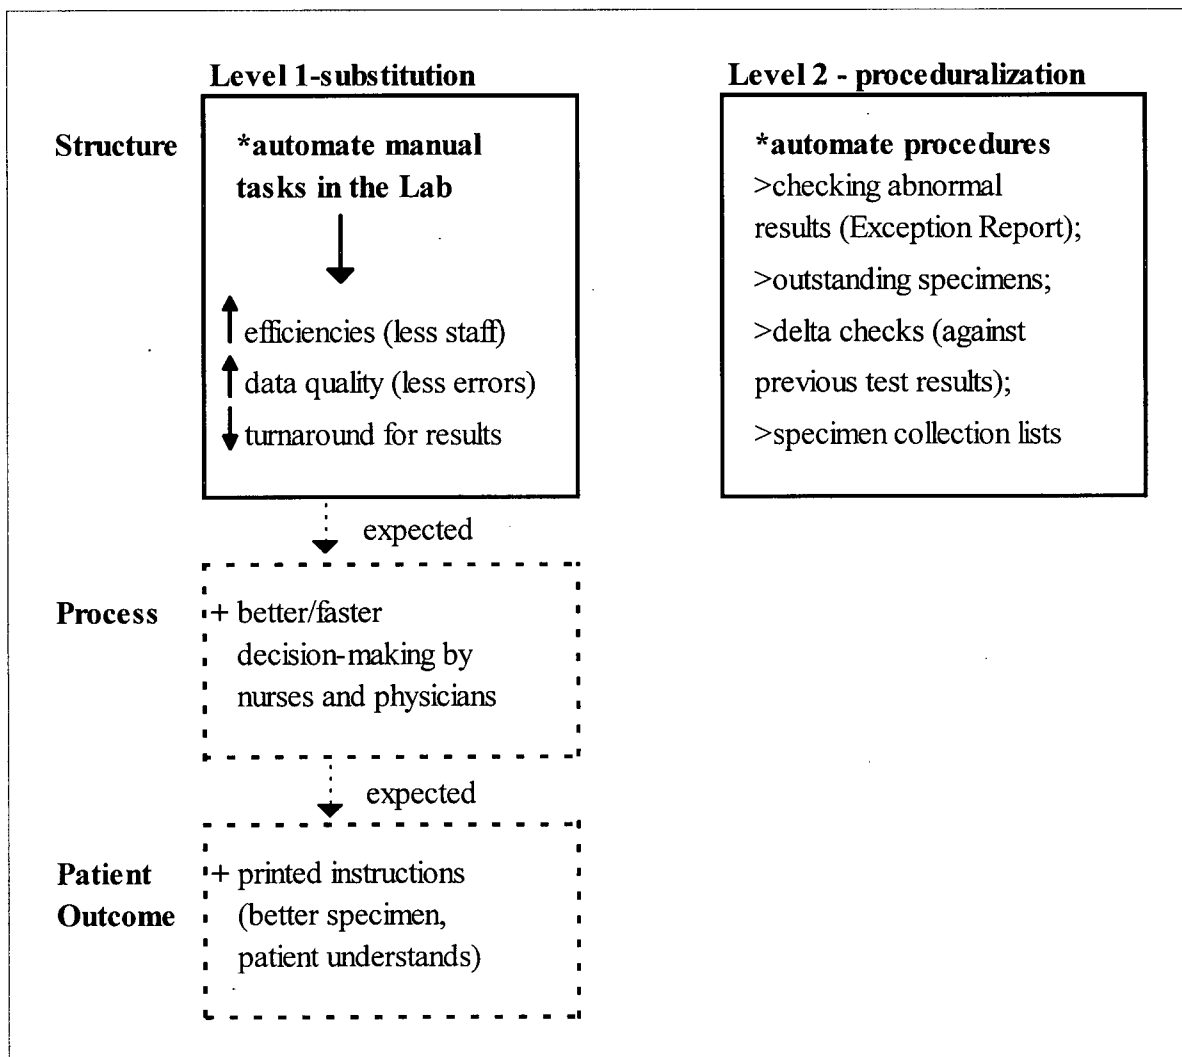 Level 1-substitution
Structure
*automate manual
tasks in the Lab
efficiencies (less staff)
data quality (less errors)
turnaround for results
expected
Process
+ better/faster
decision-making by
nurses and physicians
expected
Patient
Outcome
+ printed instructions
(better specimen,
patient understands)
Level 2 - proceduralization
*automate procedures
>checking abnormal
results (Exception Report);
>outstanding specimens;
>delta checks (against
previous test results);
>specimen collection lists